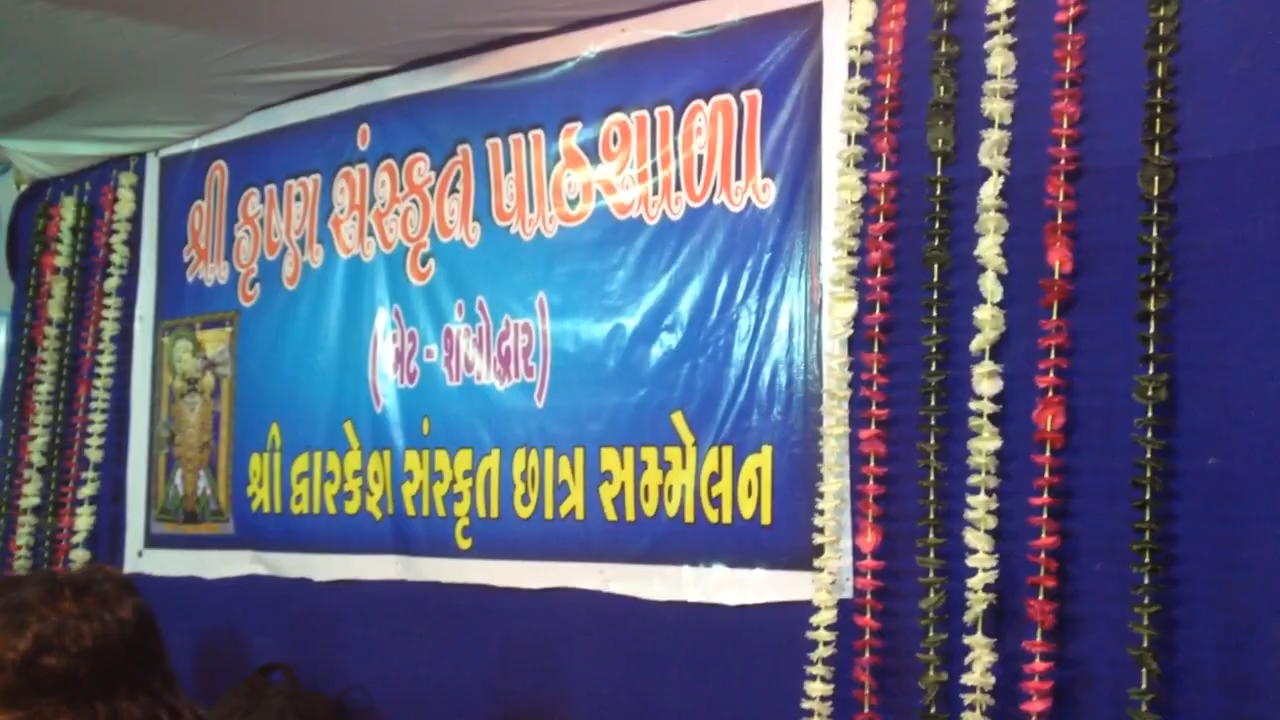 શ્રી કૃષ્ણ સંસ્કૃત પાઠશાળા
(બેટ - શંખોદ્ધાર)
શ્રી દ્વારકેશ સંસ્કૃત છાત્ર સમ્મેલન